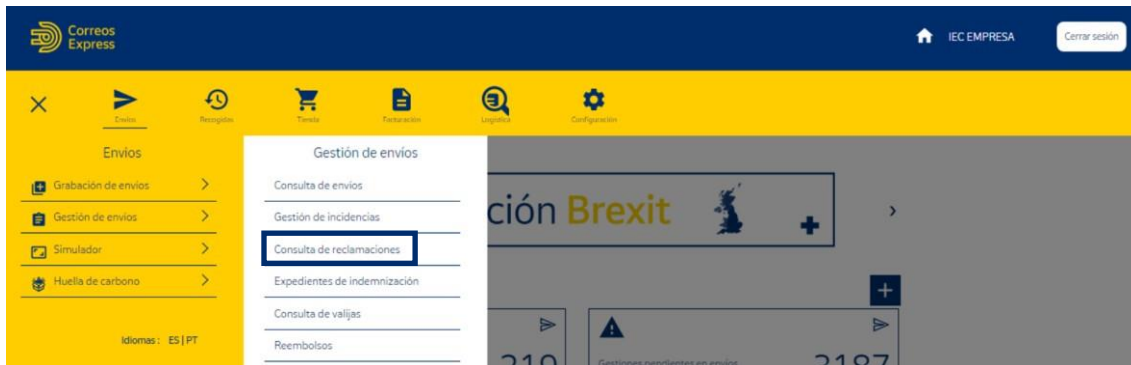 Correos
Express
IEC EMPRESA
Cerrar sesión
Envíos
Recogidas
Tienda
Facturación
Logística
Configuración
Envíos
Grabación de envíos
Gestión de envíos
Simulador
Huella de carbono
Idiomas : ES | PT
Gestión de envíos
Consulta de envíos
Gestión de incidencias
Consulta de reclamaciones
Expedientes de indemnización
Consulta de valijas
Reembolsos
ción Brexit
219
Gestiones pendientes en envíos
3187